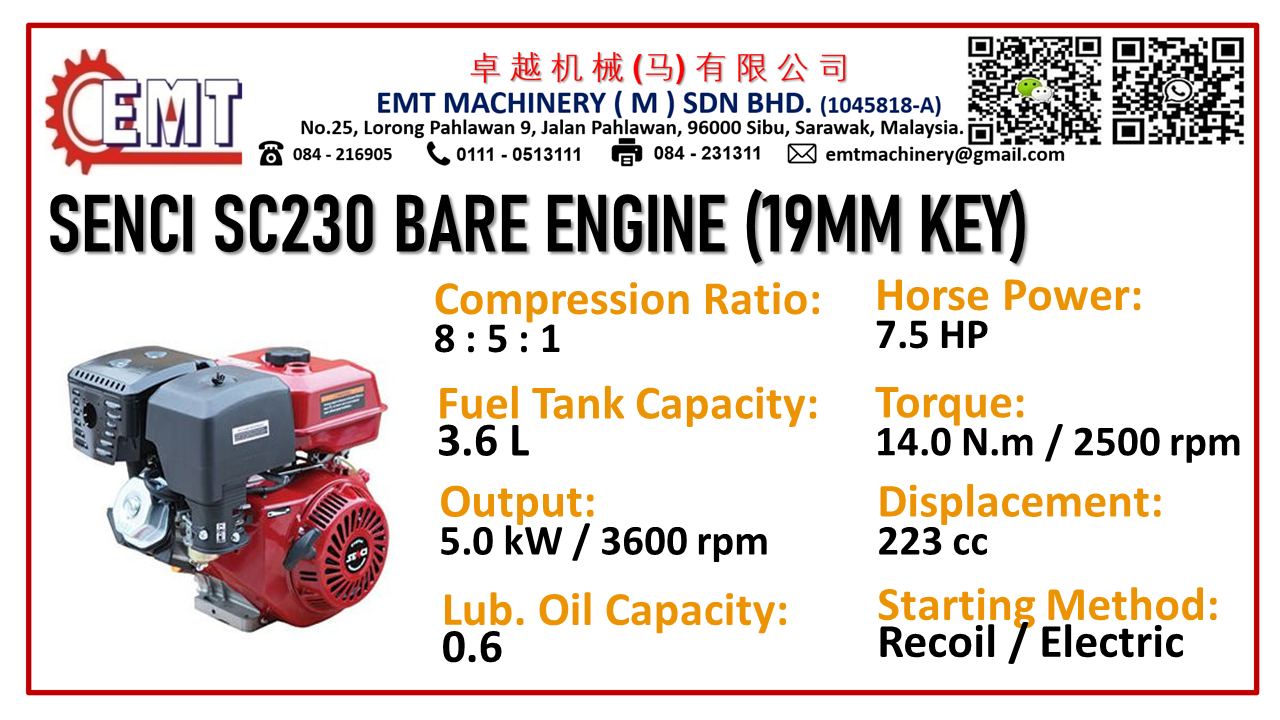 EMT
卓越机械(马)有限公司
EMT MACHINERY ( M ) SDN BHD. (1045818-A)
No.25, Lorong Pahlawan 9, Jalan Pahlawan, 96000 Sibu, Sarawak, Malaysia.
084 - 216905 0111 - 0513111 084 - 231311 emtmachinery@gmail.com
SENCI SC230 BARE ENGINE (19MM KEY)
Compression Ratio:
8 : 5 : 1
Horse Power:
7.5 HP
Fuel Tank Capacity:
3.6 L
Torque:
14.0 N.m / 2500 rpm
Output:
5.0 kW / 3600 rpm
Displacement:
223 cc
Lub. Oil Capacity:
0.6
Starting Method:
Recoil / Electric
SENCI